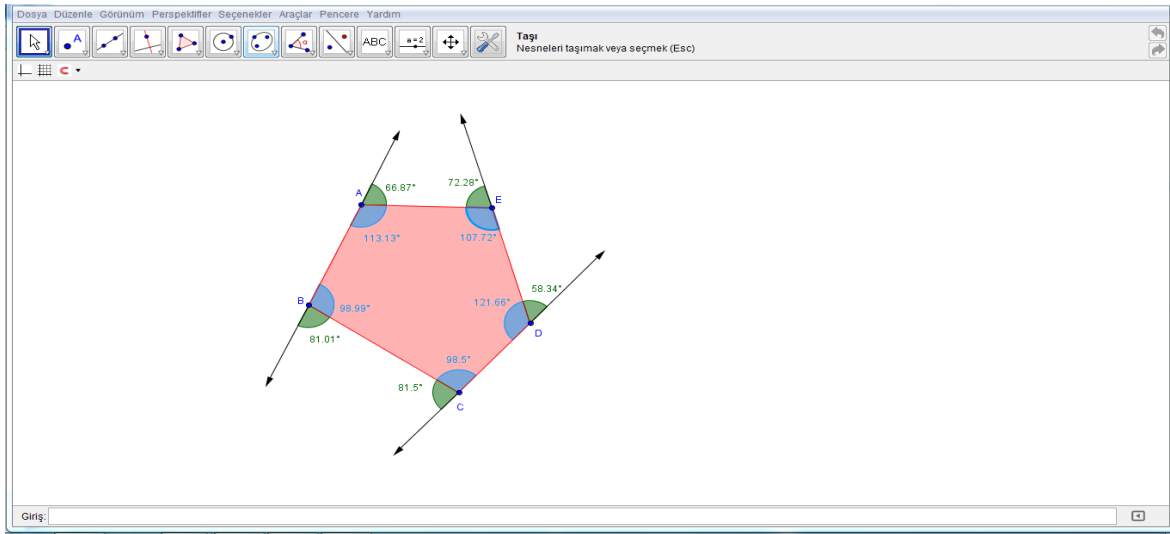 Dosya Düzenle Görünüm Perspektifler Seçenekler Araçlar Pencere Yardım
A
ABC
a=2
Taşı
Nesneleri taşımak veya seçmek (Esc)
72.28°
A
66.87°
E
113.13°
107.72°
58.34°
B
98.99°
121.66°
D
81.01°
98.5°
81.5°
C
Giriş: